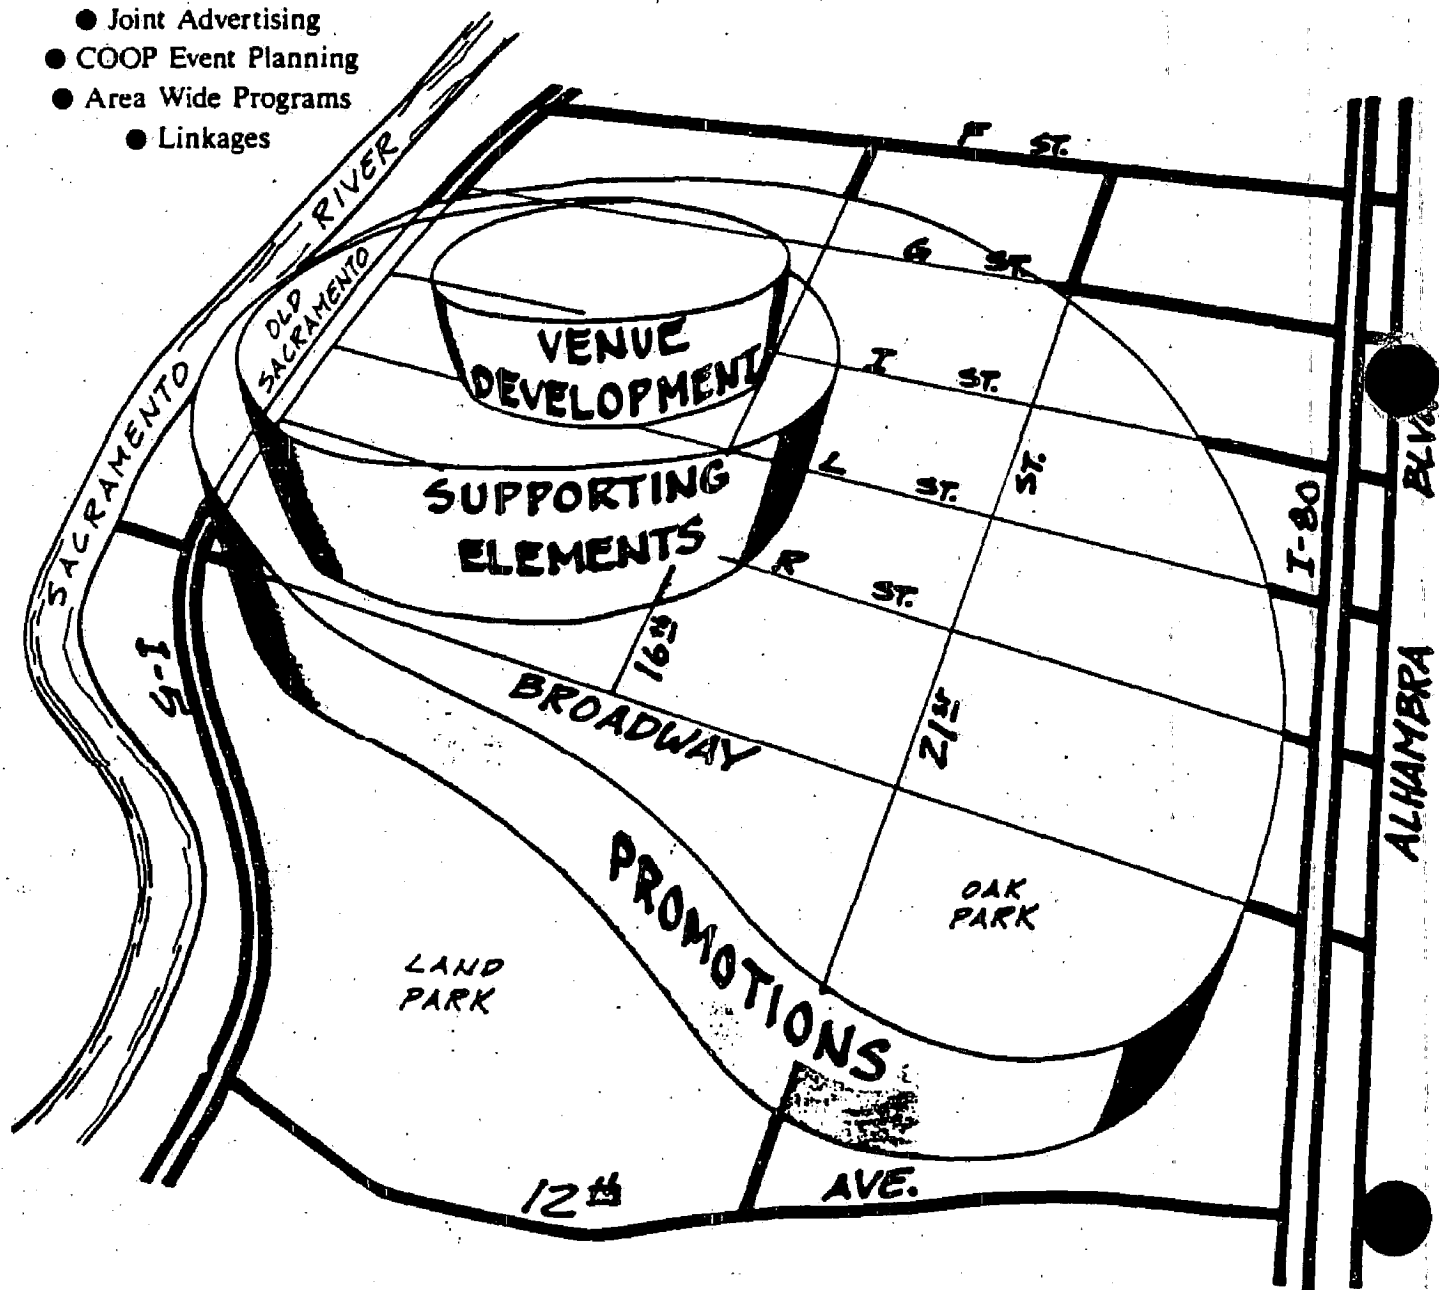 ● Joint Advertising
● COOP Event Planning
● Area Wide Programs
● Linkages
SACRAMENTO RIVER
F ST.
G ST.
OLD
SACRAMENTO
VENUE
DEVELOPMENT
I ST.
L ST.
SUPPORTING
ELEMENTS
R ST.
16th
21st ST.
I-80
ALHAMBRA BLVD
I-5
BROADWAY
PROMOTIONS
OAK
PARK
LAND
PARK
12th AVE.